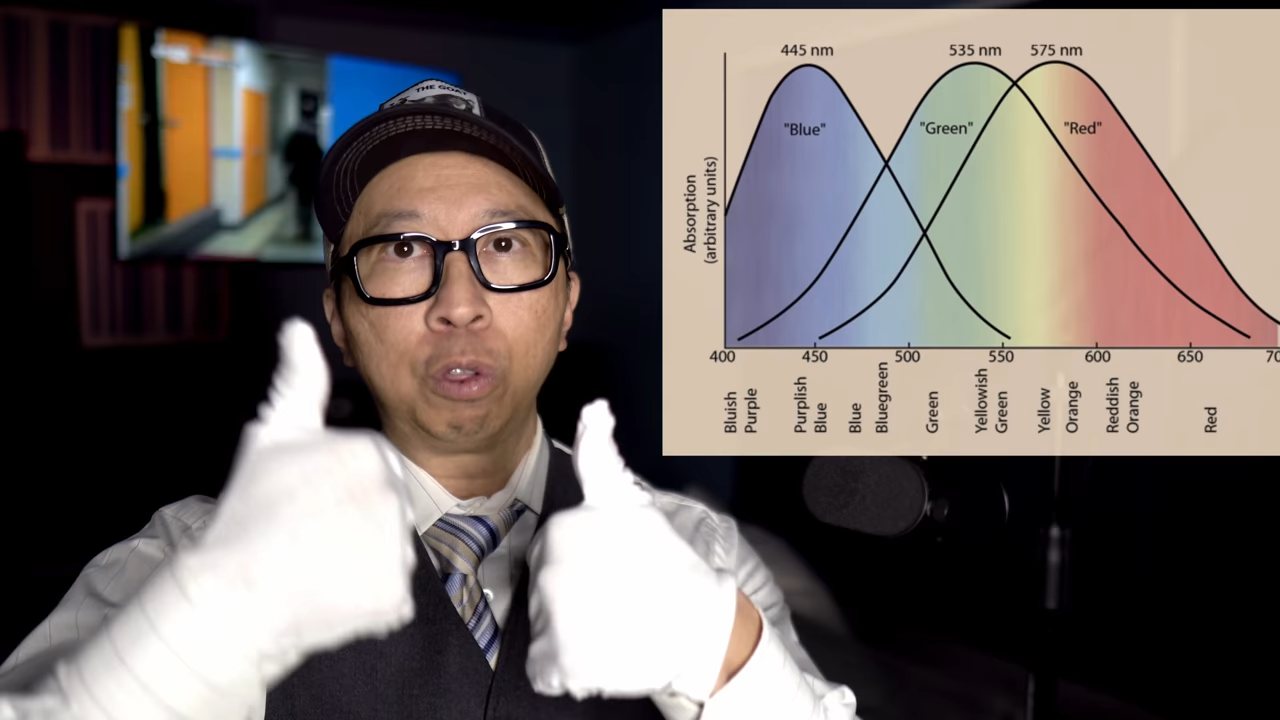 THE GOAT
445 nm
535 nm
575 nm
"Blue"
"Green"
"Red"
Absorption
(arbitrary units)
400
450
500
550
600
650
Bluish
Purple
Purplish
Blue
Blue
Bluegreen
Green
Yellowish
Green
Yellow
Orange
Reddish
Orange
Red